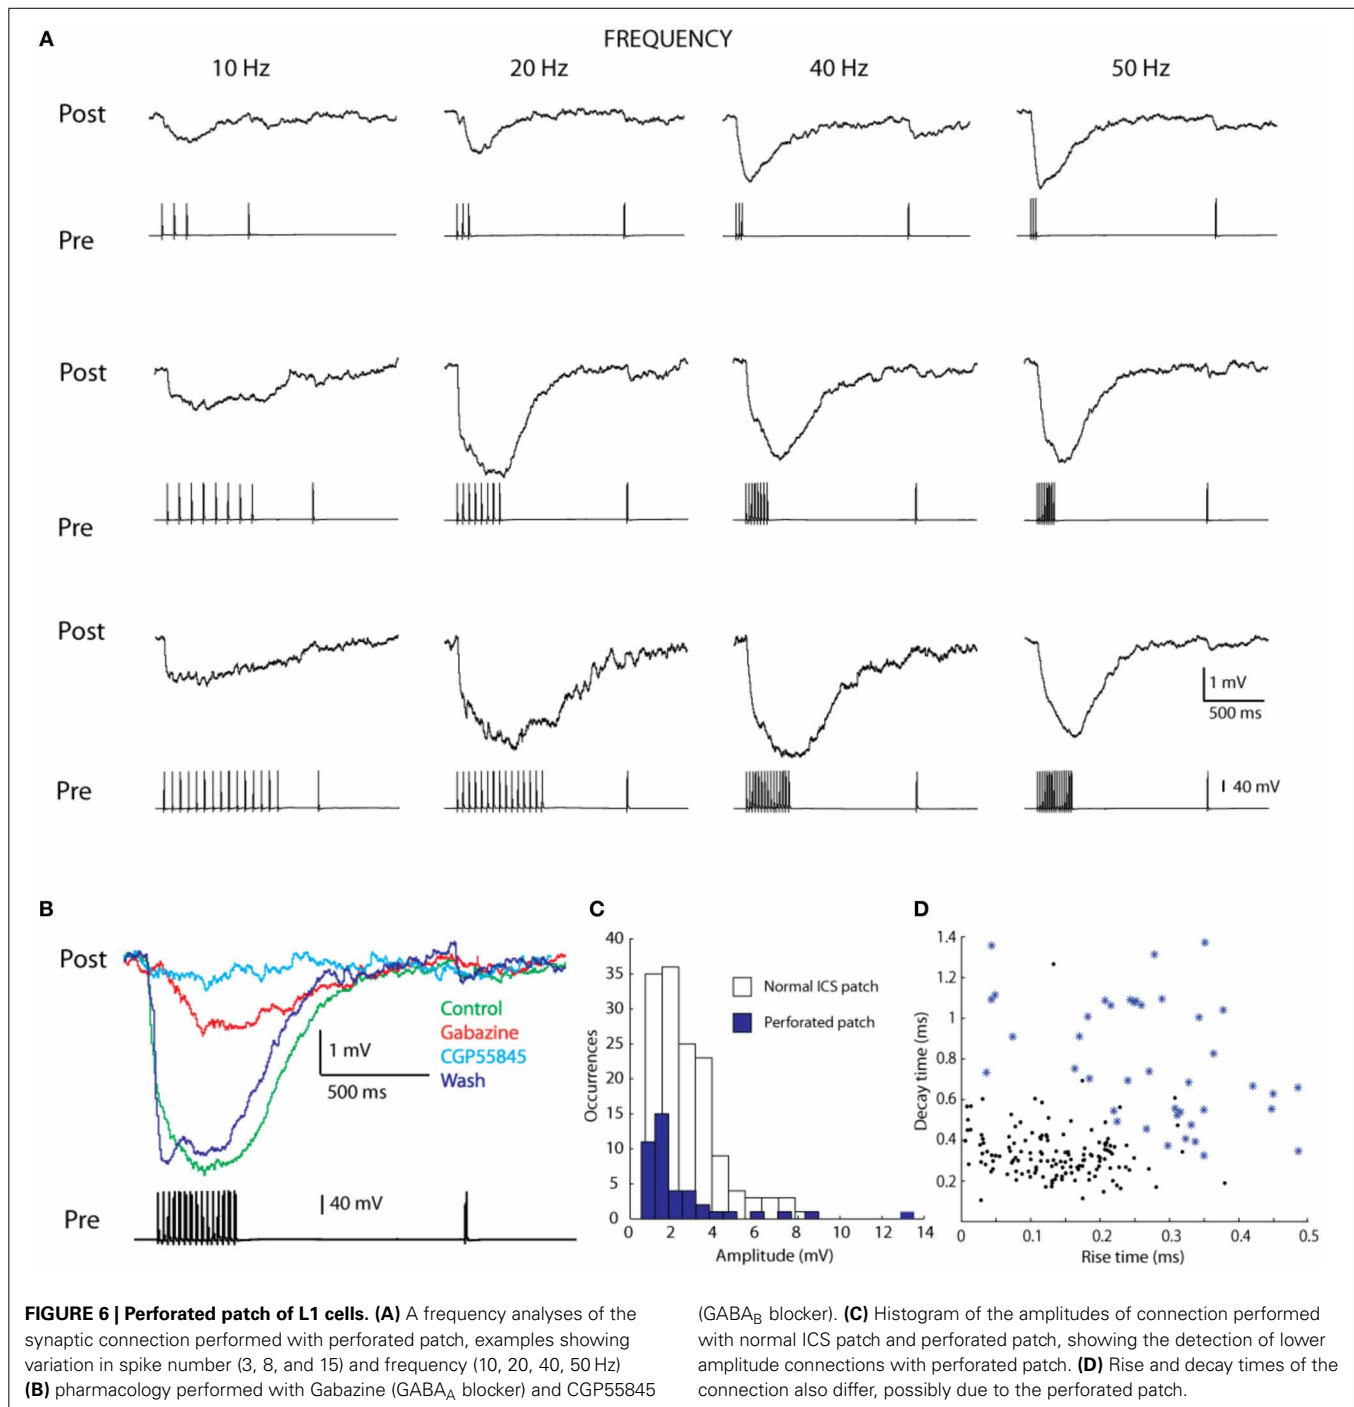 A
FREQUENCY
10 Hz 20 Hz 40 Hz 50 Hz
Post
Pre
Post
Pre
Post
1 mV
500 ms
Pre
40 mV
B
Post
Control
Gabazine
CGP55845
Wash
1 mV
500 ms
40 mV
Pre
C
40
35
30
25
20
15
10
5
0
Occurrences
Normal ICS patch
Perforated patch
0 2 4 6 8 10 12 14
Amplitude (mV)
D
1.4
1.2
1
0.8
0.6
0.4
0.2
Decay time (ms)
0 0.1 0.2 0.3 0.4 0.5
Rise time (ms)
FIGURE 6 | Perforated patch of L1 cells. (A) A frequency analyses of the
synaptic connection performed with perforated patch, examples showing
variation in spike number (3, 8, and 15) and frequency (10, 20, 40, 50 Hz)
(B) pharmacology performed with Gabazine (GABAA blocker) and CGP55845
(GABAB blocker). (C) Histogram of the amplitudes of connection performed
with normal ICS patch and perforated patch, showing the detection of lower
amplitude connections with perforated patch. (D) Rise and decay times of the
connection also differ, possibly due to the perforated patch.